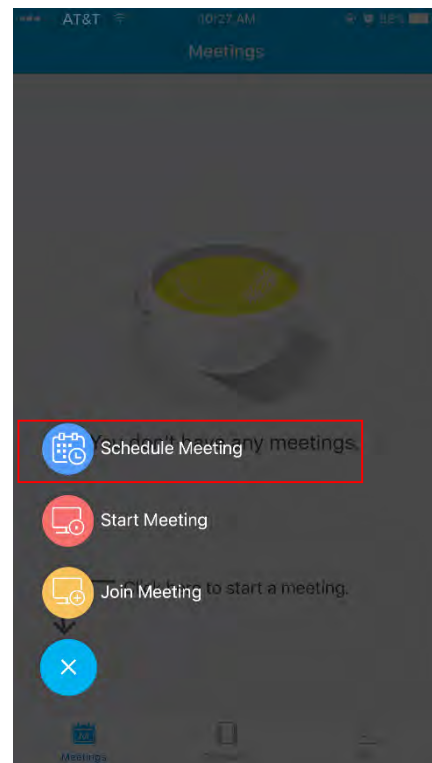 AT&T 10:27 AM 88%
Meetings
You don't have any meetings.
Schedule Meeting
Start Meeting
Join Meeting
Click here to start a meeting.
Meetings